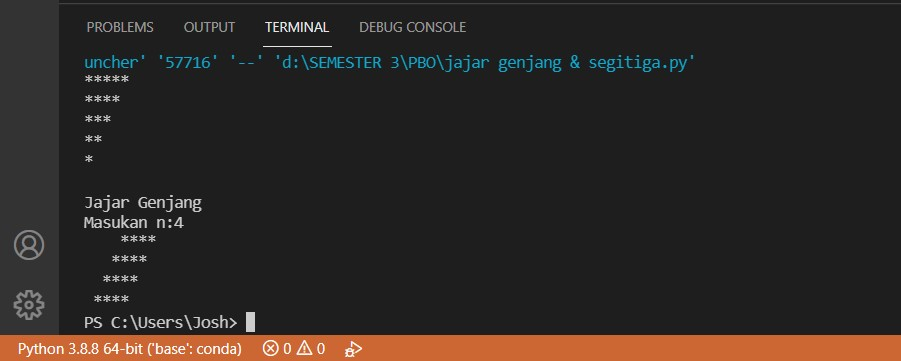 PROBLEMS OUTPUT TERMINAL DEBUG CONSOLE
uncher' '57716' '--' 'd:\SEMESTER 3\PBO\jajar genjang & segitiga.py'
*****
****
***
**
*

Jajar Genjang
Masukan n:4
    ****
   ****
  ****
 ****
PS C:\Users\Josh>
Python 3.8.8 64-bit ('base': conda) 0 0